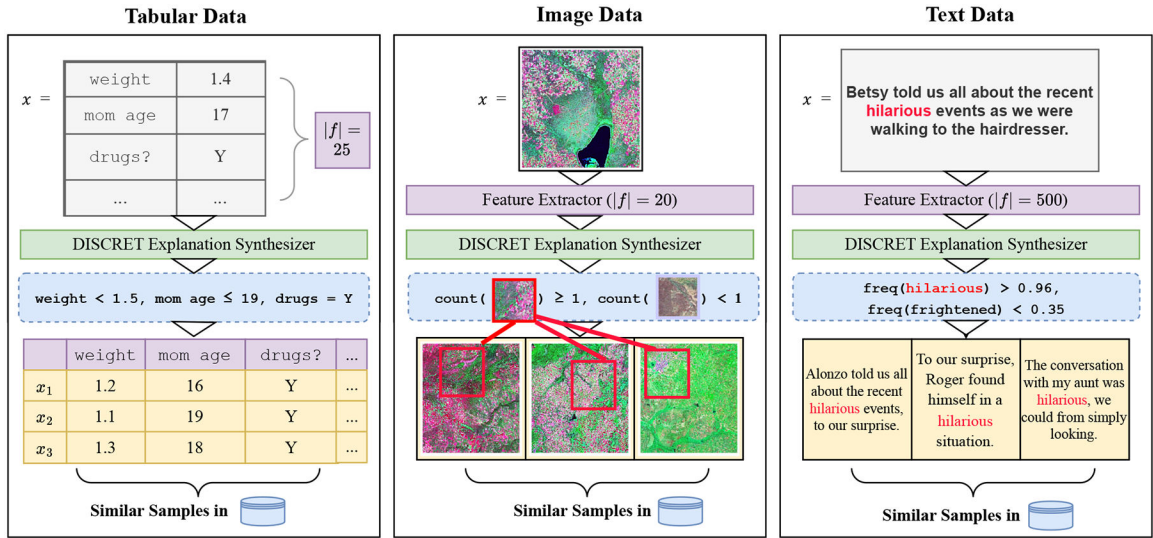 Tabular Data
x =
weight 1.4
mom age 17
drugs? Y
... ...
|f| =
25
DISCRET Explanation Synthesizer
weight < 1.5, mom age ≤ 19, drugs = Y
weight mom age drugs? ...
x₁ 1.2 16 Y ...
x₂ 1.1 19 Y ...
x₃ 1.3 18 Y ...
Similar Samples in
Image Data
x =
Feature Extractor (|f| = 20)
DISCRET Explanation Synthesizer
count( ) ≥ 1, count( ) < 1
Similar Samples in
Text Data
x =
Betsy told us all about the recent
hilarious events as we were
walking to the hairdresser.
Feature Extractor (|f| = 500)
DISCRET Explanation Synthesizer
freq(hilarious) > 0.96,
freq(frightened) < 0.35
Alonzo told us all
about the recent
hilarious events,
to our surprise.
To our surprise,
Roger found
himself in a
hilarious
situation.
The conversation
with my aunt was
hilarious, we
could from simply
looking.
Similar Samples in